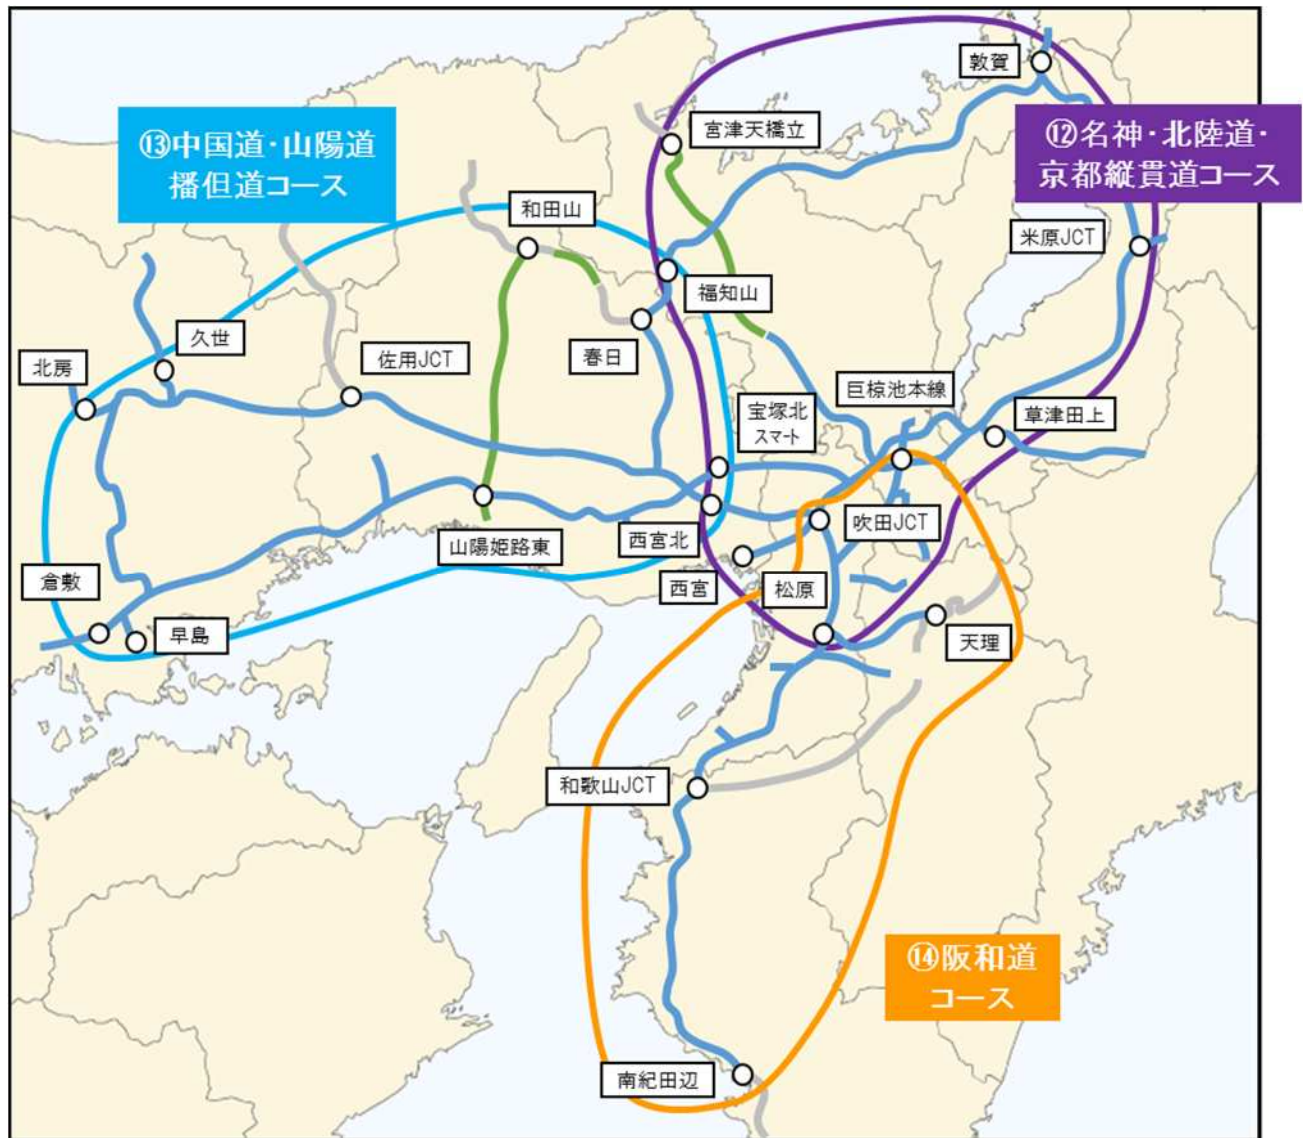 敦賀
宮津天橋立
⑬中国道・山陽道
播但道コース
⑫名神・北陸道・
京都縦貫道コース
和田山
米原JCT
福知山
久世
佐用JCT
春日
北房
巨椋池本線
宝塚北
スマート
草津田上
吹田JCT
山陽姫路東
西宮北
倉敷
西宮
松原
早島
天理
和歌山JCT
⑭阪和道
コース
南紀田辺